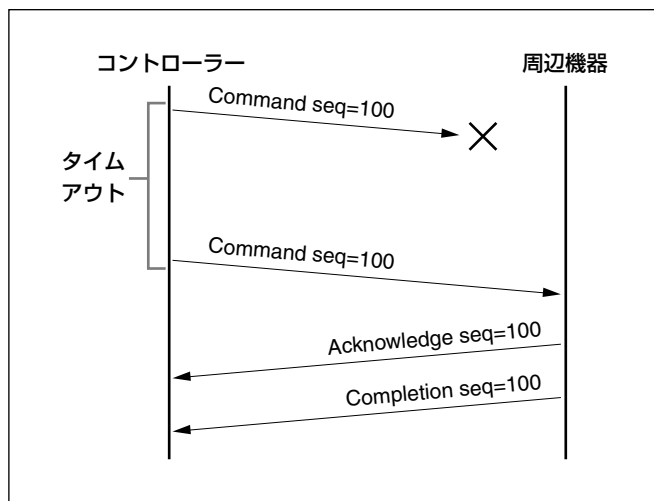 コントローラー
周辺機器
Command seq=100
タイム
アウト
Command seq=100
Acknowledge seq=100
Completion seq=100